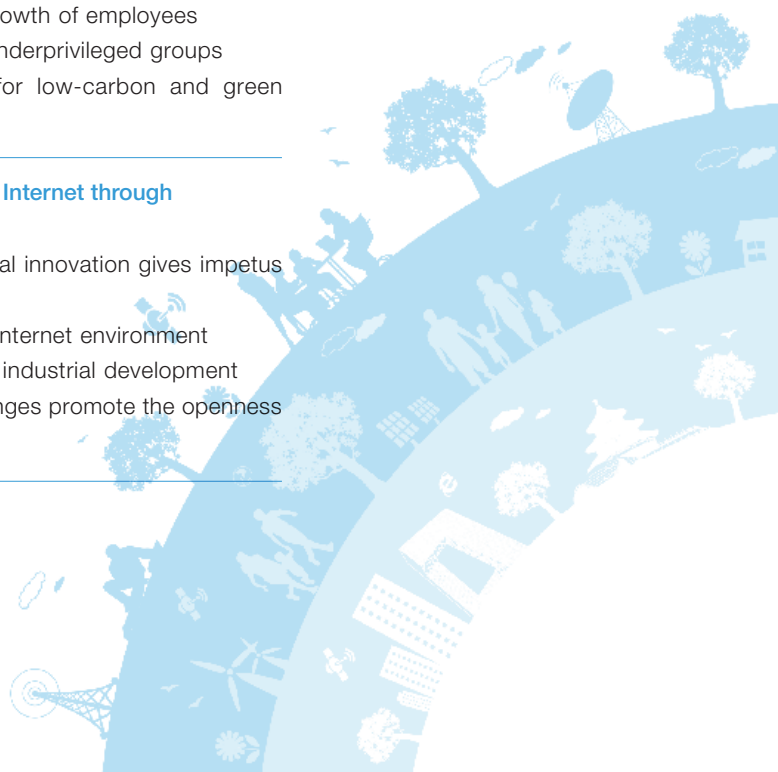 owth of employees
nderprivileged groups
for low-carbon and green
Internet through
al innovation gives impetus
nternet environment
industrial development
nges promote the openness